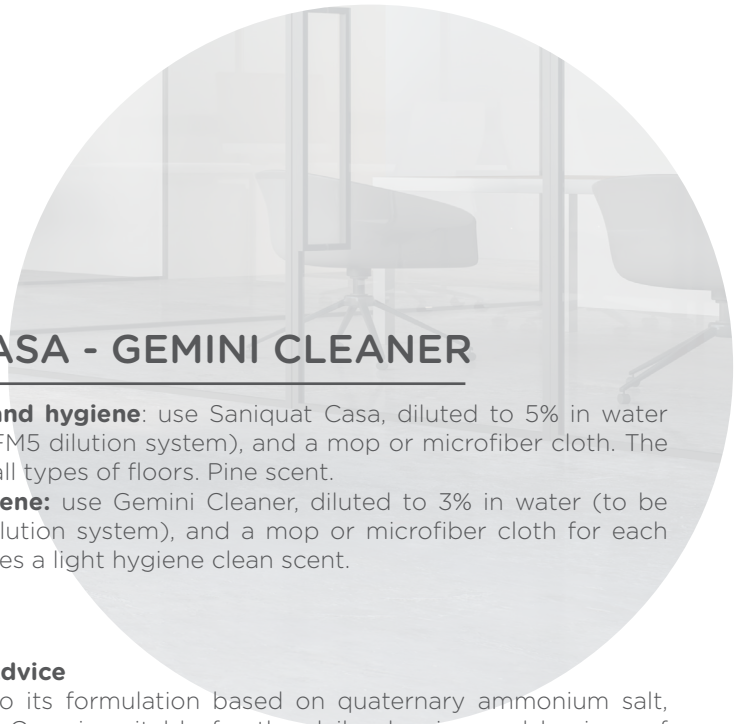 ASA - GEMINI CLEANER
and hygiene: use Saniquat Casa, diluted to 5% in water
FM5 dilution system), and a mop or microfiber cloth. The
all types of floors. Pine scent.
ene: use Gemini Cleaner, diluted to 3% in water (to be
lution system), and a mop or microfiber cloth for each
es a light hygiene clean scent.
dvice
o its formulation based on quaternary ammonium salt,